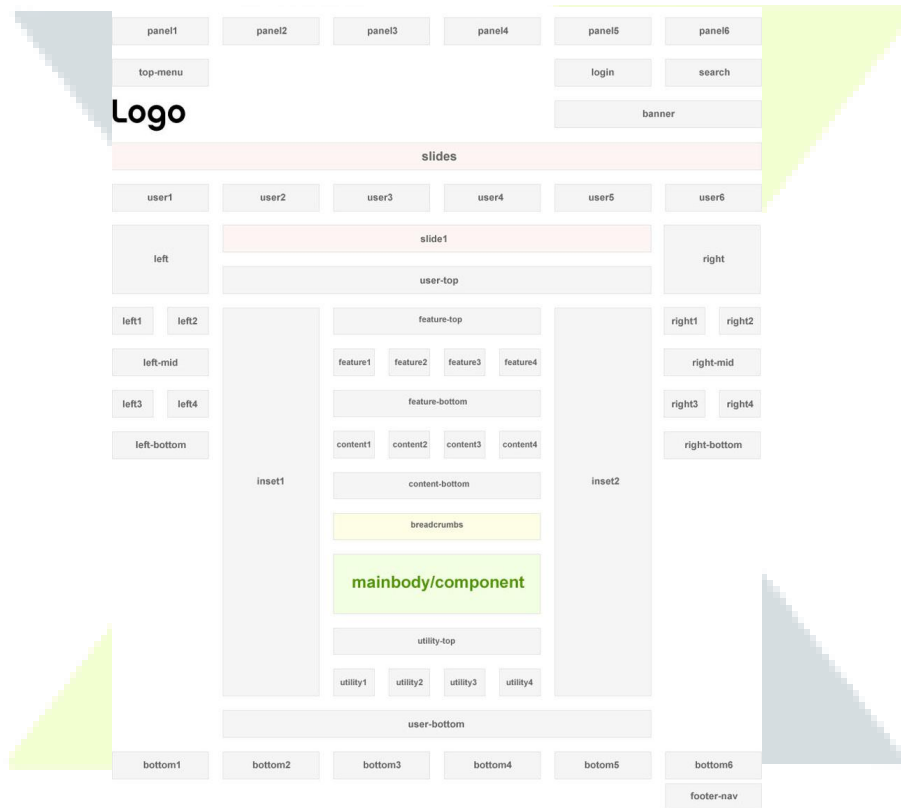 panel1 panel2 panel3 panel4 panel5 panel6
top-menu login search
Logo banner
slides
user1 user2 user3 user4 user5 user6
left slide1 right
user-top
left1 left2 feature-top right1 right2
left-mid feature1 feature2 feature3 feature4 right-mid
left3 left4 feature-bottom right3 right4
left-bottom content1 content2 content3 content4 right-bottom
inset1 content-bottom inset2
breadcrumbs
mainbody/component
utility-top
utility1 utility2 utility3 utility4
user-bottom
bottom1 bottom2 bottom3 bottom4 botom5 bottom6
footer-nav